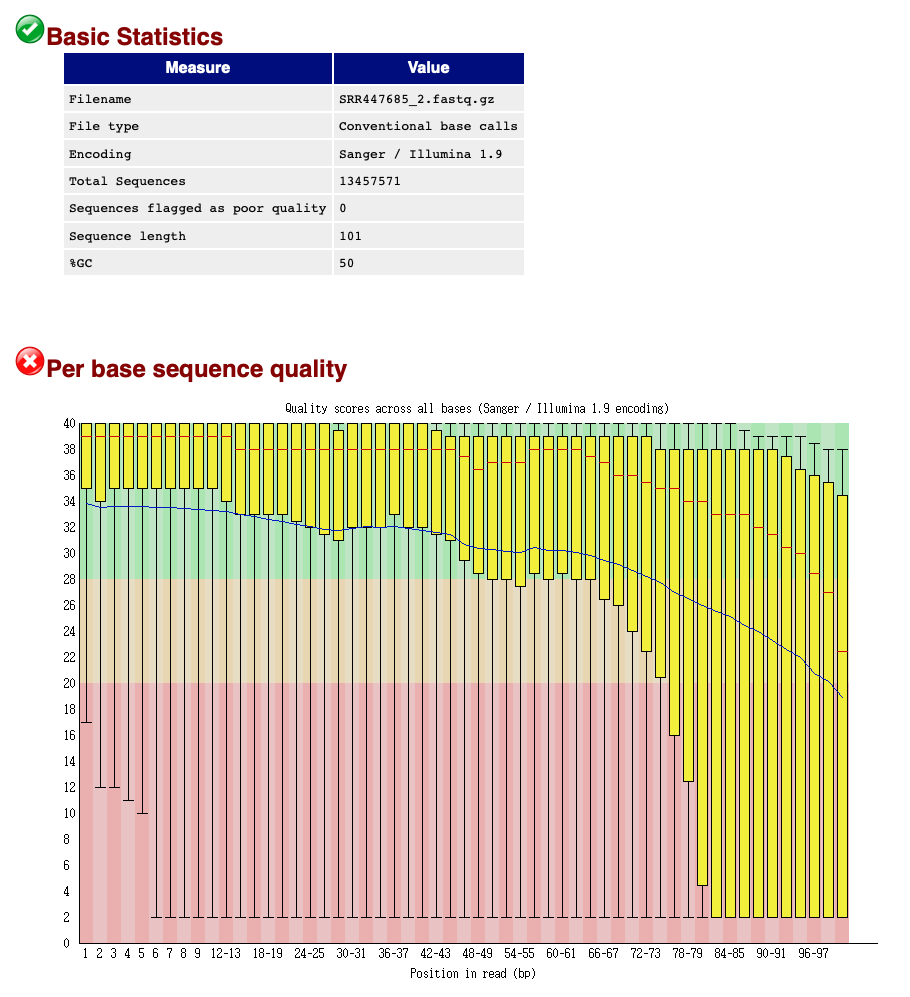 Basic Statistics
Measure Value
Filename SRR447685_2.fastq.gz
File type Conventional base calls
Encoding Sanger / Illumina 1.9
Total Sequences 13457571
Sequences flagged as poor quality 0
Sequence length 101
%GC 50
Per base sequence quality
Quality scores across all bases (Sanger / Illumina 1.9 encoding)
40
38
36
34
32
30
28
26
24
22
20
18
16
14
12
10
8
6
4
2
0
1 2 3 4 5 6 7 8 9 12-13 18-19 24-25 30-31 36-37 42-43 48-49 54-55 60-61 66-67 72-73 78-79 84-85 90-91 96-97
Position in read (bp)